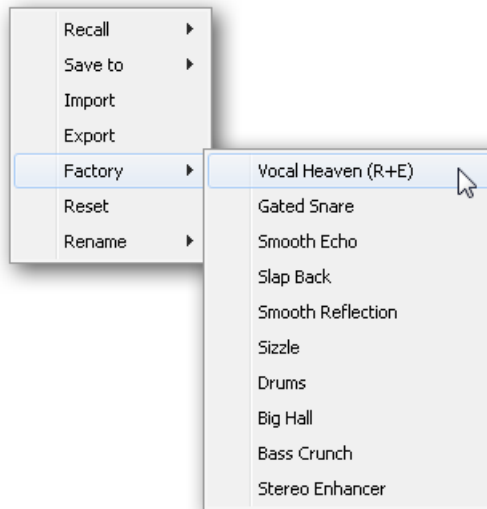 Recall
Save to
Import
Export
Factory
Reset
Rename
Vocal Heaven (R+E)
Gated Snare
Smooth Echo
Slap Back
Smooth Reflection
Sizzle
Drums
Big Hall
Bass Crunch
Stereo Enhancer